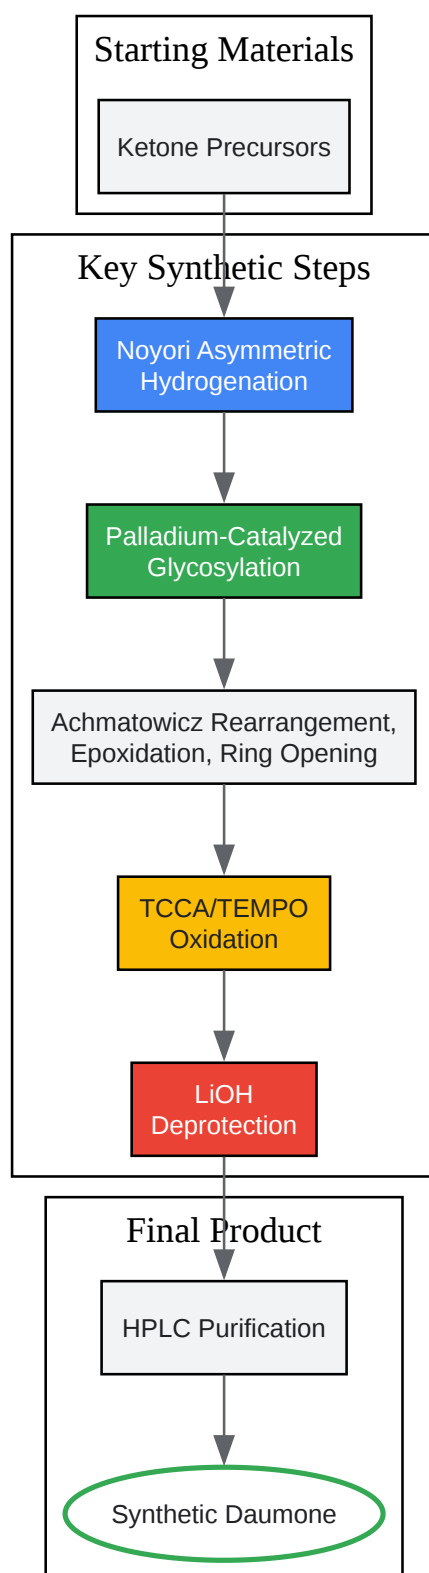 Starting Materials
Ketone Precursors
Key Synthetic Steps
Noyori Asymmetric
Hydrogenation
Palladium-Catalyzed
Glycosylation
Achmatowicz Rearrangement,
Epoxidation, Ring Opening
TCCA/TEMPO
Oxidation
LiOH
Deprotection
Final Product
HPLC Purification
Synthetic Daumone